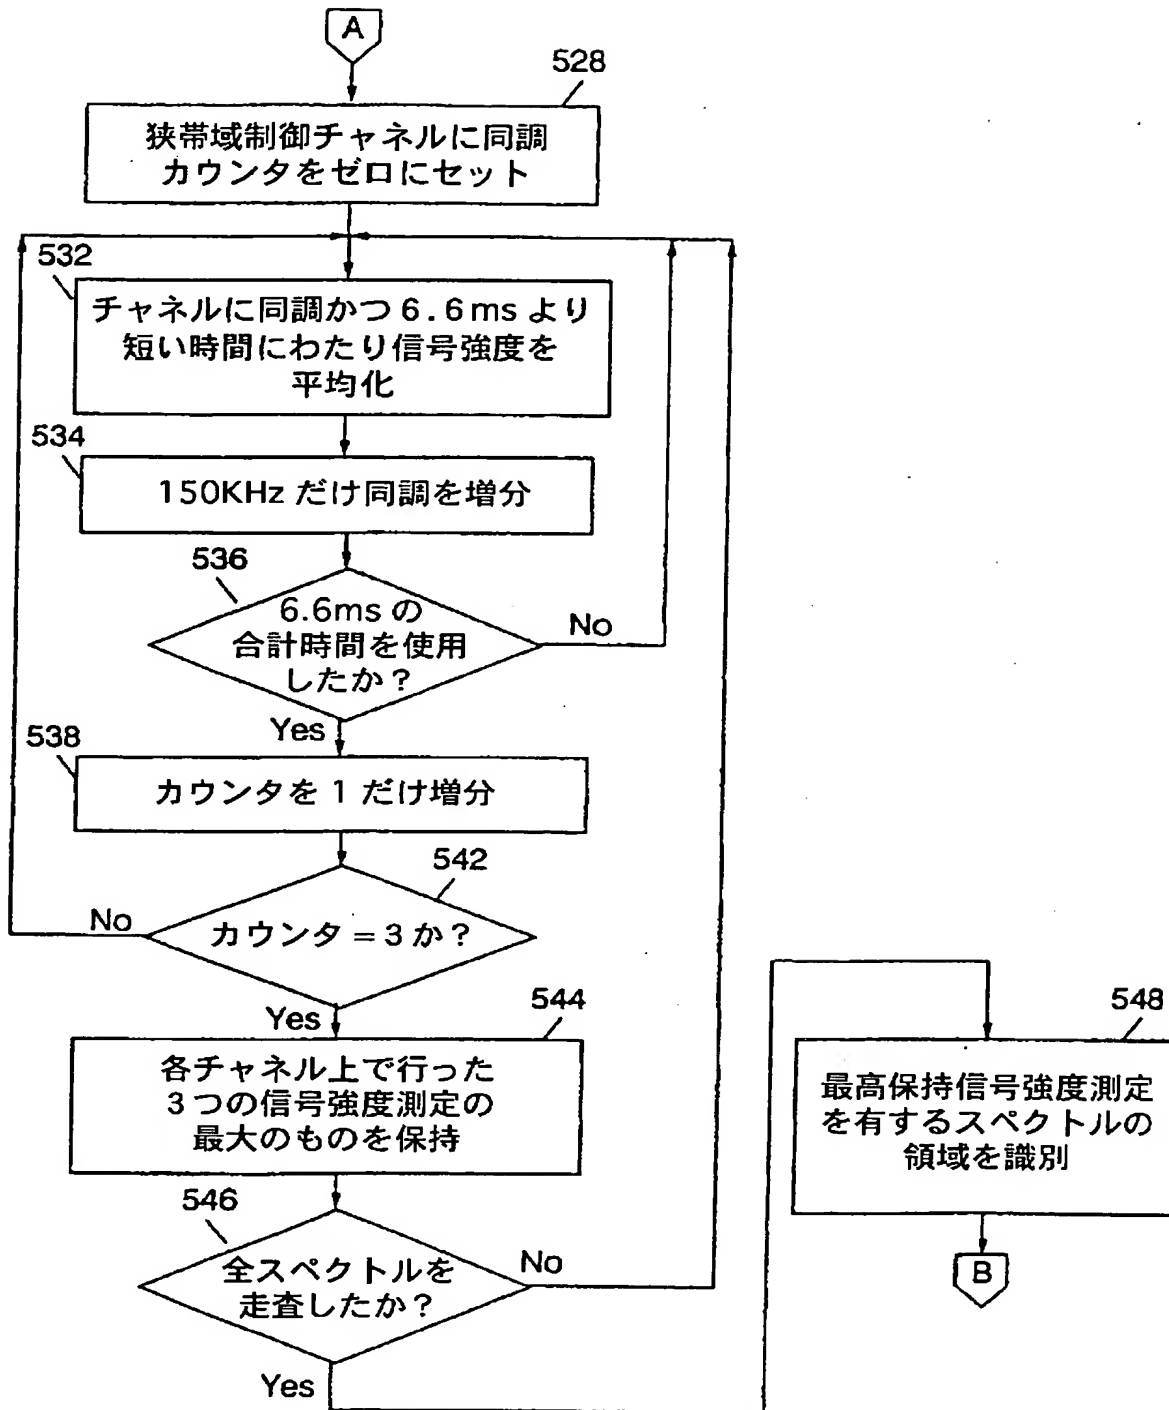 A
528
狭帯域制御チャネルに同調
カウンタをゼロにセット
532
チャネルに同調かつ 6.6ms より
短い時間にわたり信号強度を
平均化
534
150KHz だけ同調を増分
536
6.6ms の
合計時間を使用
したか？
No
Yes
538
カウンタを 1 だけ増分
542
カウンタ = 3 か？
No
Yes
544
各チャネル上で行った
3つの信号強度測定の
最大のものを保持
546
全スペクトルを
走査したか？
No
Yes
548
最高保持信号強度測定
を有するスペクトルの
領域を識別
B